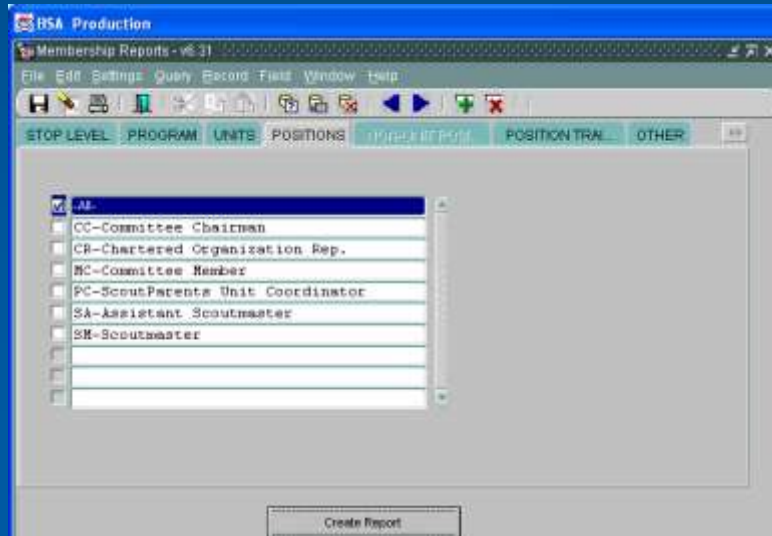 BSA Production
Membership Reports - v6.31
File Edit Settings Query Record Field Window Help
STOP LEVEL PROGRAM UNITS POSITIONS POSITION TRAI... OTHER >>
-All-
CC-Committee Chairman
CR-Chartered Organization Rep.
MC-Committee Member
PC-ScoutParents Unit Coordinator
SA-Assistant Scoutmaster
SM-Scoutmaster
Create Report